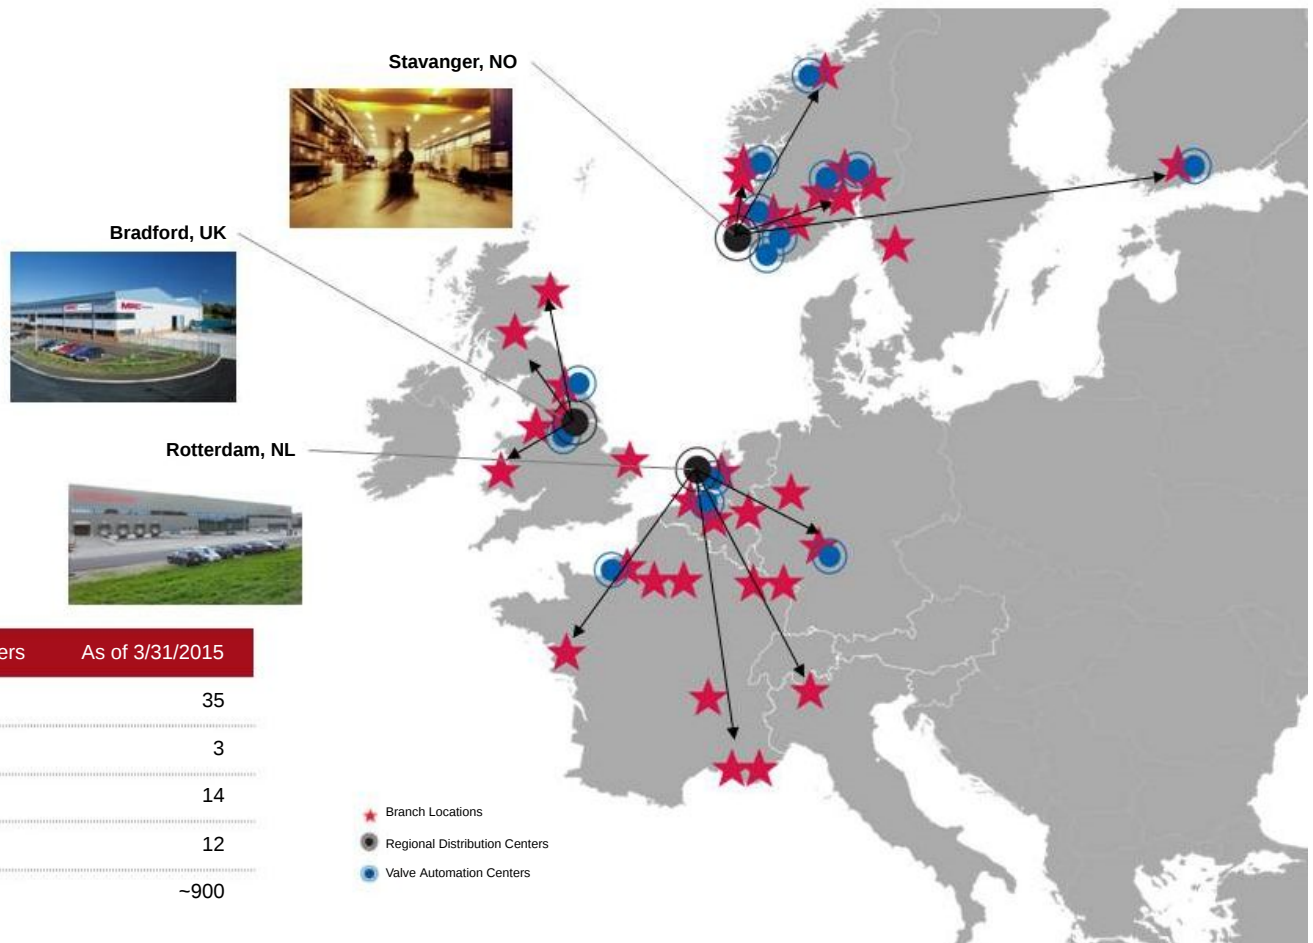 Stavanger, NO
Bradford, UK
MRC
Rotterdam, NL
As of 3/31/2015
35
3
14
12
~900
Branch Locations
Regional Distribution Centers
Valve Automation Centers